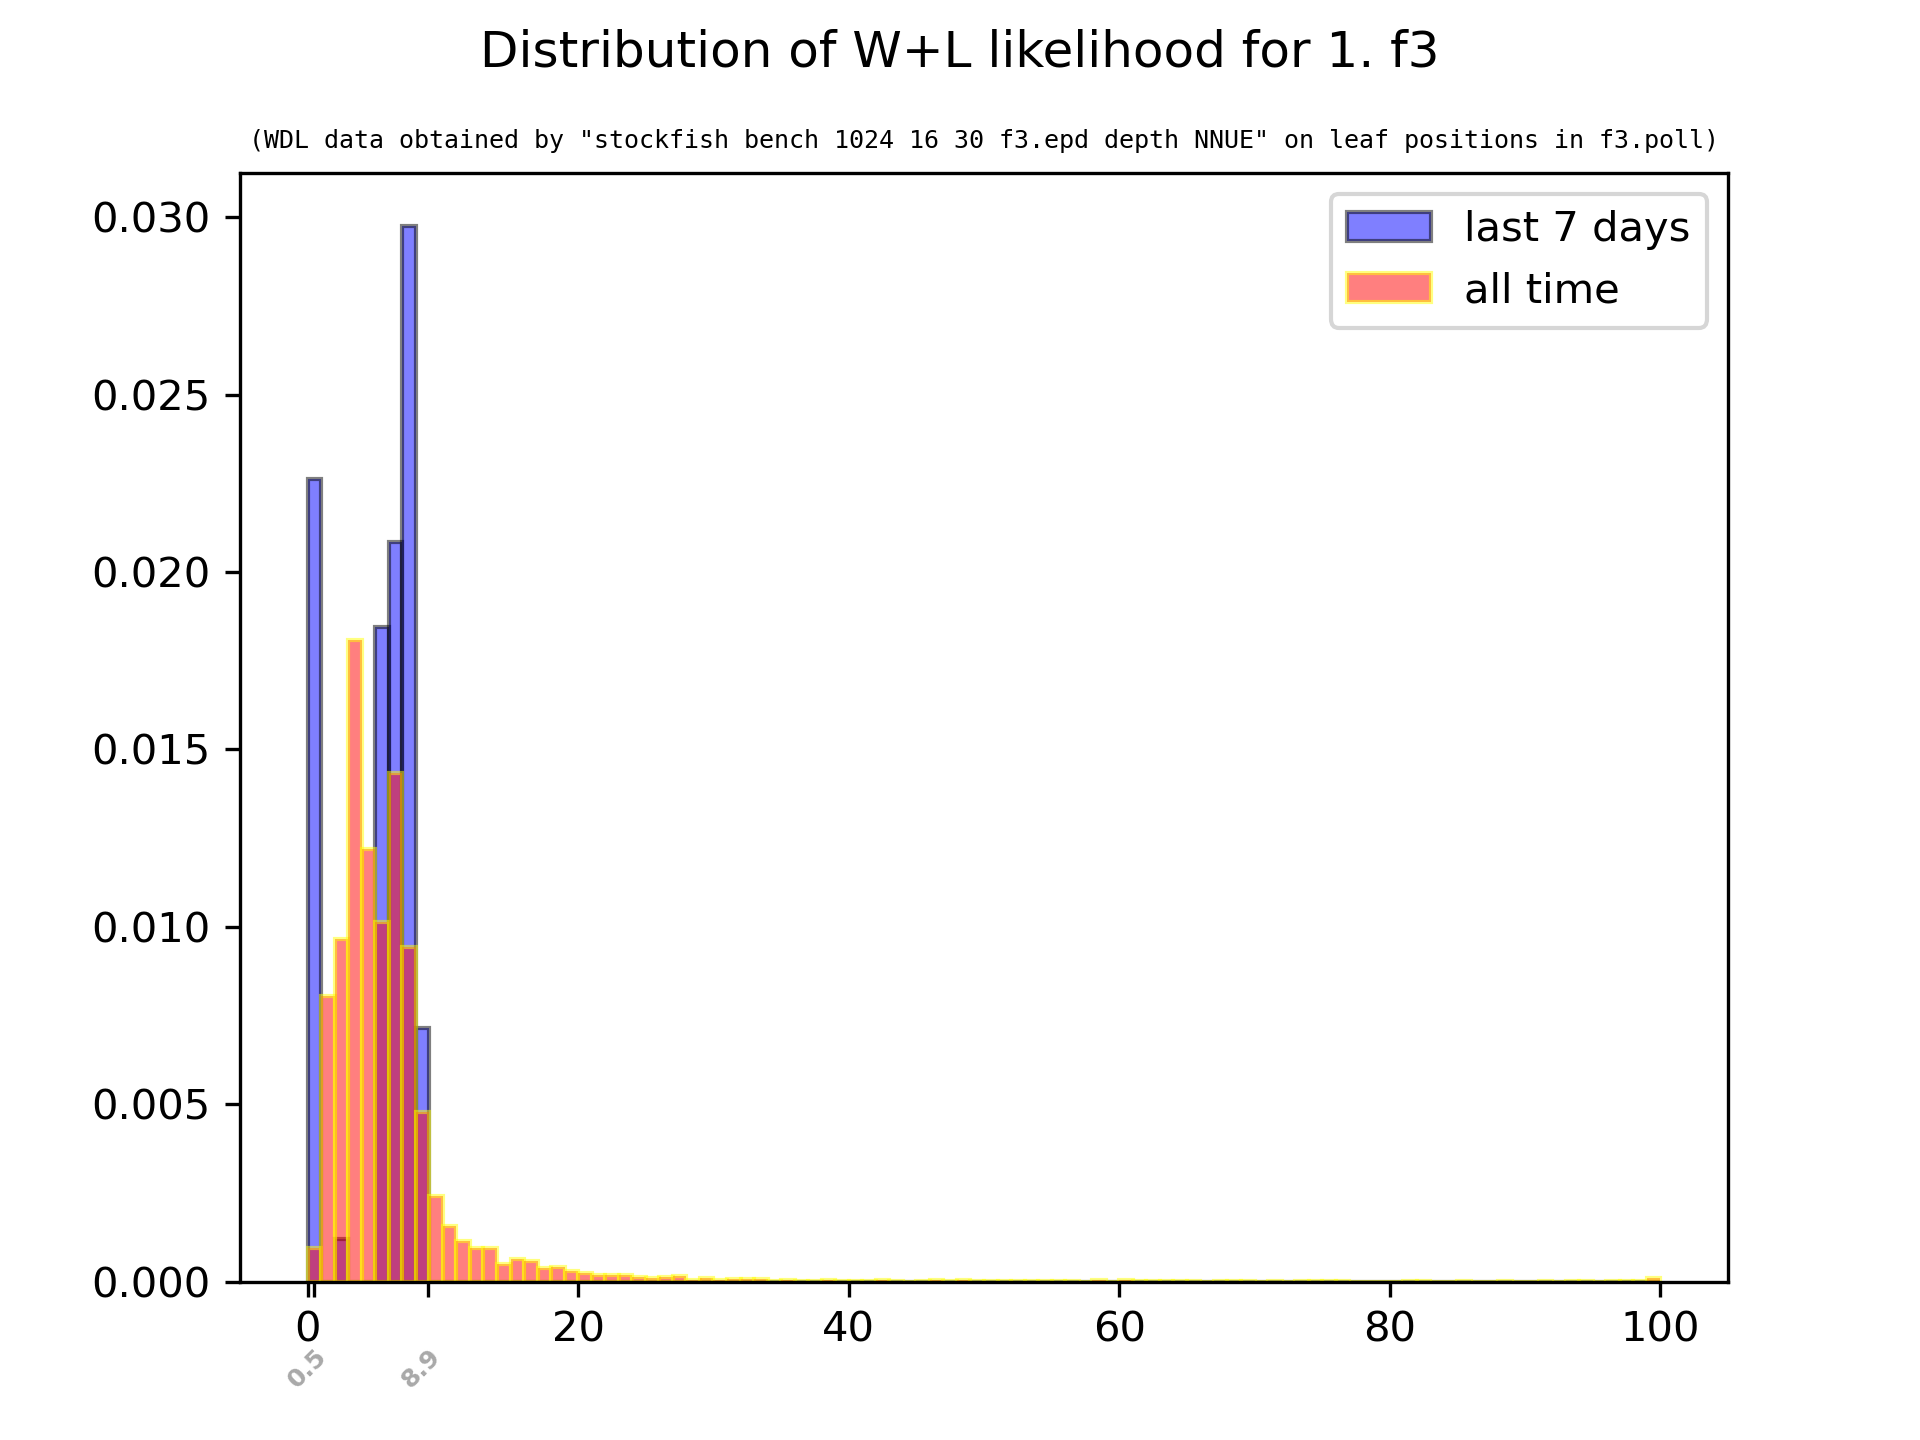 Distribution of W+L likelihood for 1. f3
(WDL data obtained by "stockfish bench 1024 16 30 f3.epd depth NNUE" on leaf positions in f3.poll)
last 7 days
all time
0.030
0.025
0.020
0.015
0.010
0.005
0.000
0 20 40 60 80 100
0.5 8.9